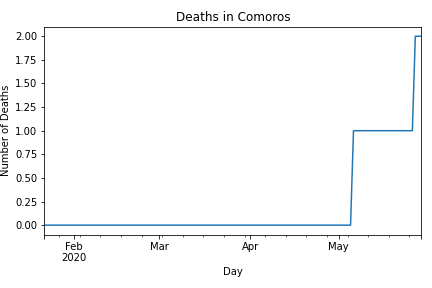 Deaths in Comoros
2.00
1.75
1.50
1.25
1.00
0.75
0.50
0.25
0.00
Number of Deaths
Feb
2020
Mar
Apr
May
Day